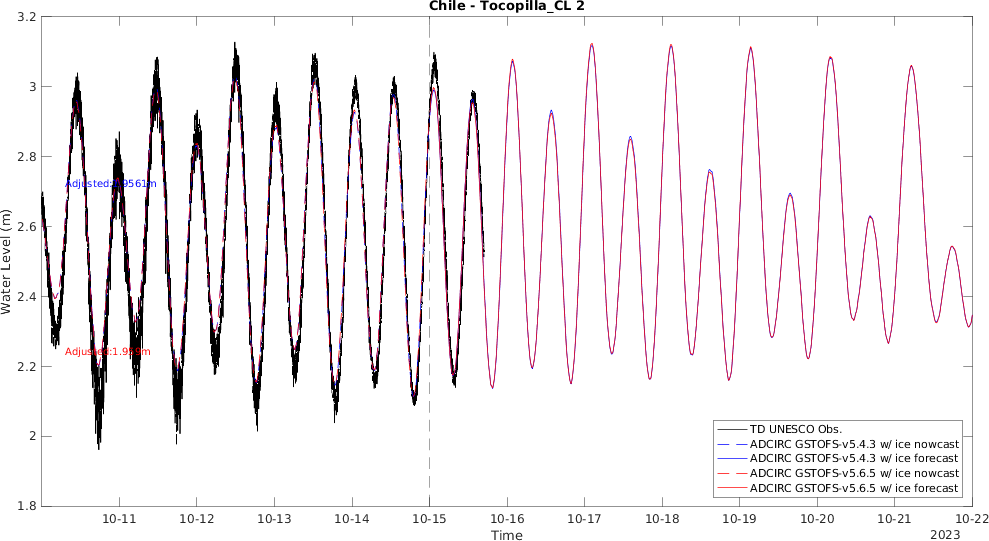 Chile - Tocopilla_CL 2
3.2
3
2.8
2.6
2.4
2.2
2
1.8
Water Level (m)
10-11
10-12
10-13
10-14
10-15
10-16
10-17
10-18
10-19
10-20
10-21
10-22
Time
2023
TD UNESCO Obs.
ADCIRC GSTOFS-v5.4.3 w/ ice nowcast
ADCIRC GSTOFS-v5.4.3 w/ ice forecast
ADCIRC GSTOFS-v5.6.5 w/ ice nowcast
ADCIRC GSTOFS-v5.6.5 w/ ice forecast